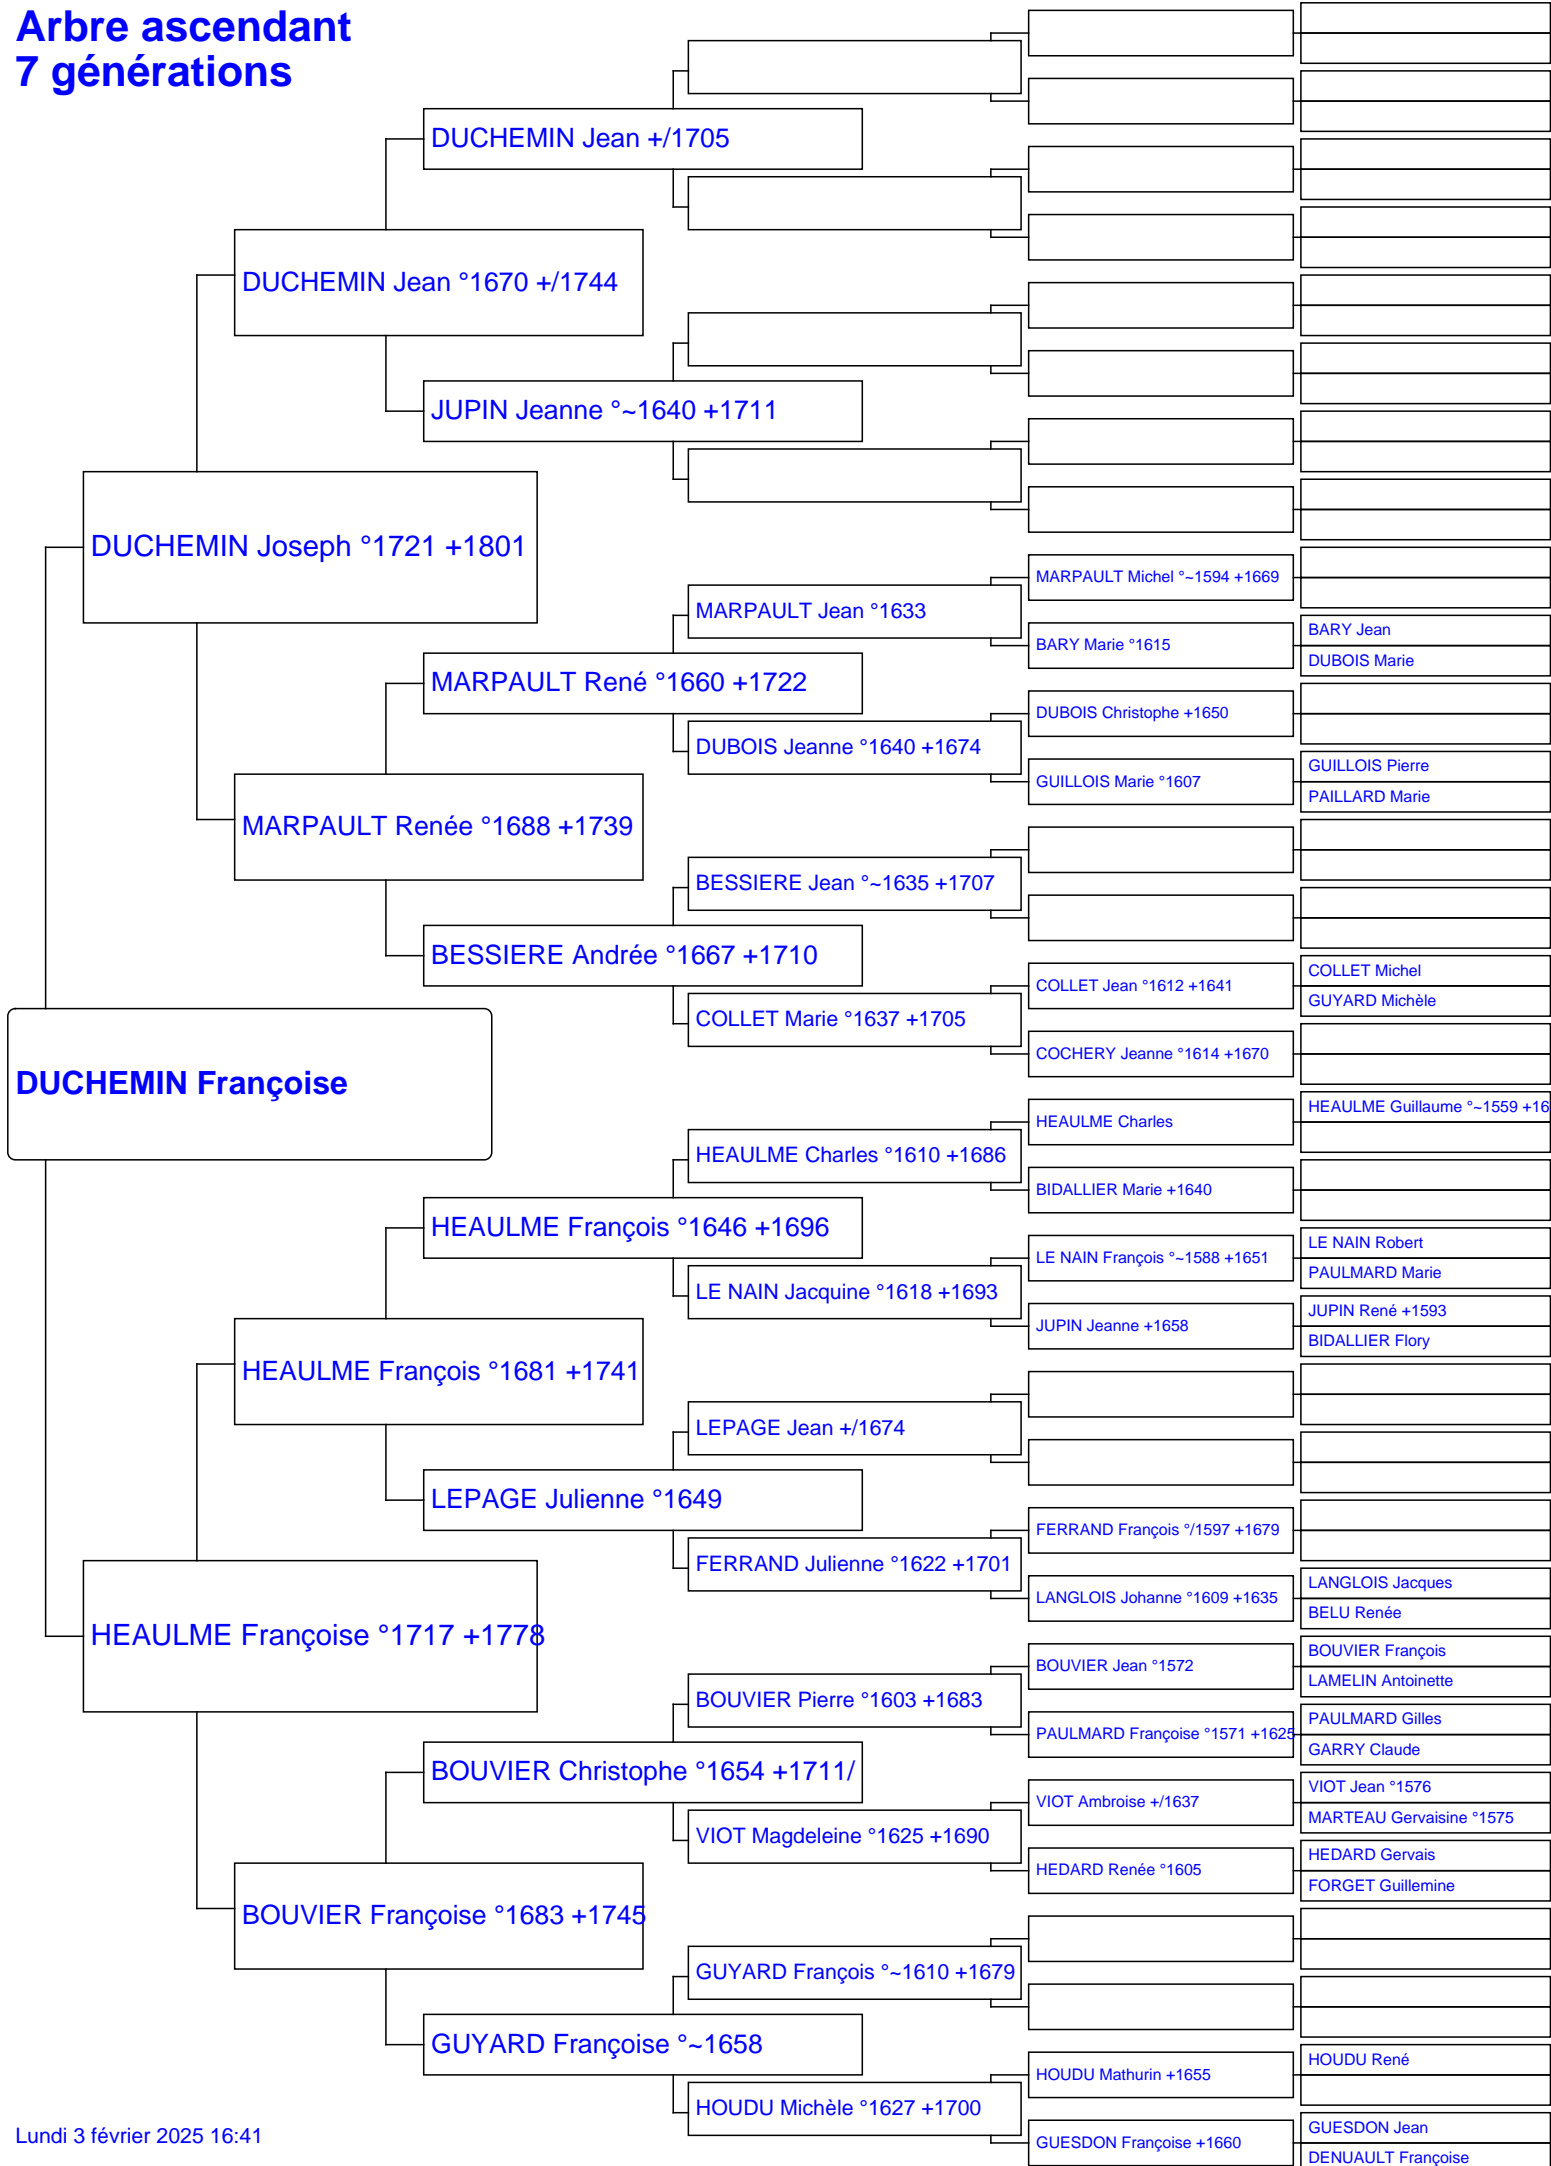 Arbre ascendant
7 générations
DUCHEMIN Jean +/1705
DUCHEMIN Jean °1670 +/1744
JUPIN Jeanne °~1640 +1711
DUCHEMIN Joseph °1721 +1801
MARPAULT Michel °~1594 +1669
MARPAULT Jean °1633
BARY Jean
BARY Marie °1615
DUBOIS Marie
MARPAULT René °1660 +1722
DUBOIS Christophe +1650
DUBOIS Jeanne °1640 +1674
GUILLOIS Pierre
GUILLOIS Marie °1607
PAILLARD Marie
MARPAULT Renée °1688 +1739
BESSIERE Jean °~1635 +1707
BESSIERE Andrée °1667 +1710
COLLET Michel
COLLET Jean °1612 +1641
GUYARD Michèle
COLLET Marie °1637 +1705
COCHERY Jeanne °1614 +1670
DUCHEMIN Françoise
HEAULME Guillaume °~1559 +16
HEAULME Charles
HEAULME Charles °1610 +1686
BIDALLIER Marie +1640
HEAULME François °1646 +1696
LE NAIN Robert
LE NAIN François °~1588 +1651
PAULMARD Marie
LE NAIN Jacquine °1618 +1693
JUPIN René +1593
JUPIN Jeanne +1658
BIDALLIER Flory
HEAULME François °1681 +1741
LEPAGE Jean +/1674
LEPAGE Julienne °1649
FERRAND François °/1597 +1679
FERRAND Julienne °1622 +1701
LANGLOIS Jacques
LANGLOIS Johanne °1609 +1635
BELU Renée
HEAULME Françoise °1717 +1778
BOUVIER François
BOUVIER Jean °1572
LAMELIN Antoinette
BOUVIER Pierre °1603 +1683
PAULMARD Gilles
PAULMARD Françoise °1571 +1625
GARRY Claude
BOUVIER Christophe °1654 +1711/
VIOT Jean °1576
VIOT Ambroise +/1637
MARTEAU Gervaisine °1575
VIOT Magdeleine °1625 +1690
HEDARD Gervais
HEDARD Renée °1605
FORGET Guillemine
BOUVIER Françoise °1683 +1745
GUYARD François °~1610 +1679
GUYARD Françoise °~1658
HOUDU René
HOUDU Mathurin +1655
HOUDU Michèle °1627 +1700
GUESDON Jean
GUESDON Françoise +1660
DENUAULT Françoise
Lundi 3 février 2025 16:41